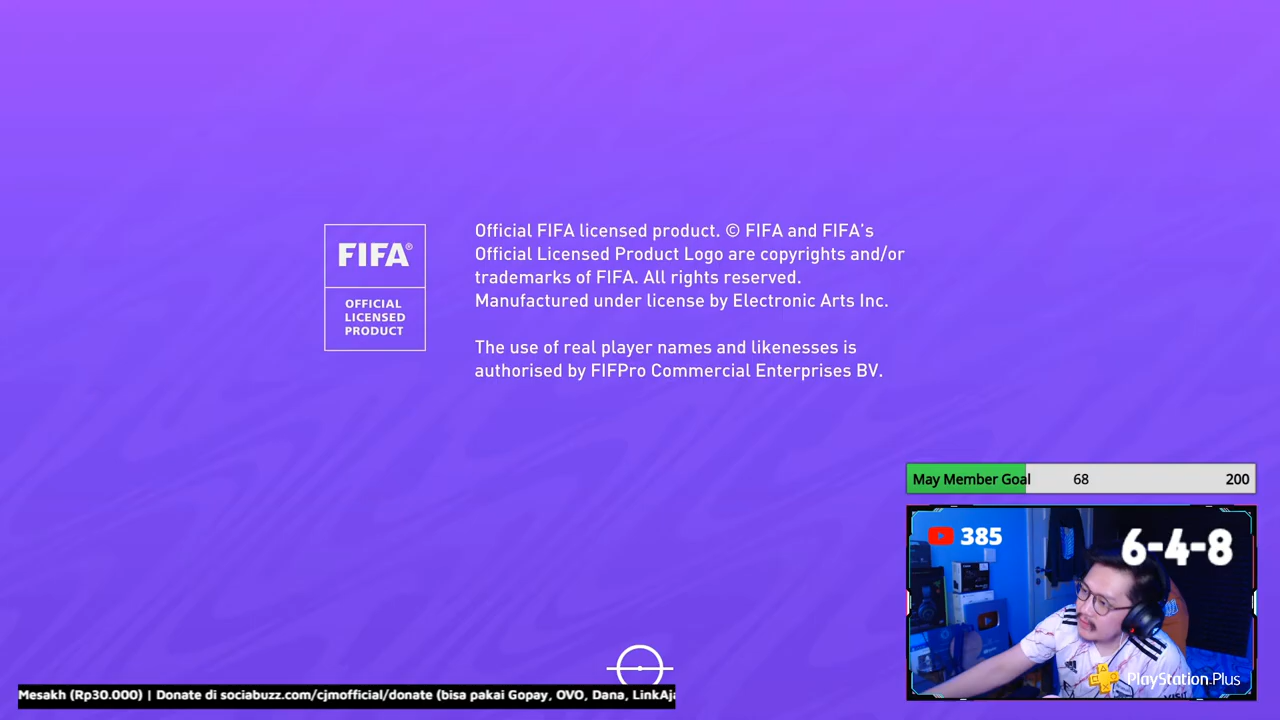 FIFA®
OFFICIAL
LICENSED
PRODUCT
Official FIFA licensed product. © FIFA and FIFA's
Official Licensed Product Logo are copyrights and/or
trademarks of FIFA. All rights reserved.
Manufactured under license by Electronic Arts Inc.
The use of real player names and likenesses is
authorised by FIFPro Commercial Enterprises BV.
May Member Goal 68 200
385
6-4-8
PlayStation.Plus
Mesakh (Rp30.000) | Donate di sociabuzz.com/cjmofficial/donate (bisa pakai Gopay, OVO, Dana, LinkAja